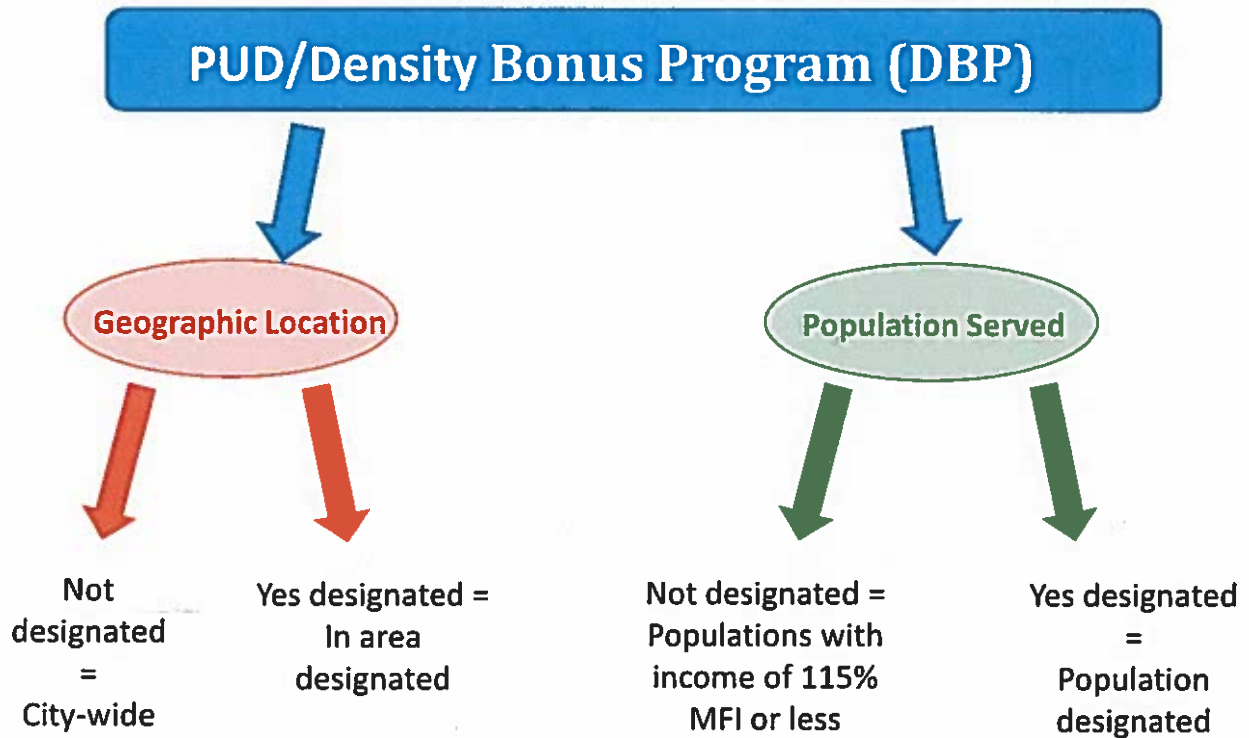 PUD/Density Bonus Program (DBP)
Geographic Location
Population Served
Not
designated
=
City-wide
Yes designated =
In area
designated
Not designated =
Populations with
income of 115%
MFI or less
Yes designated
=
Population
designated